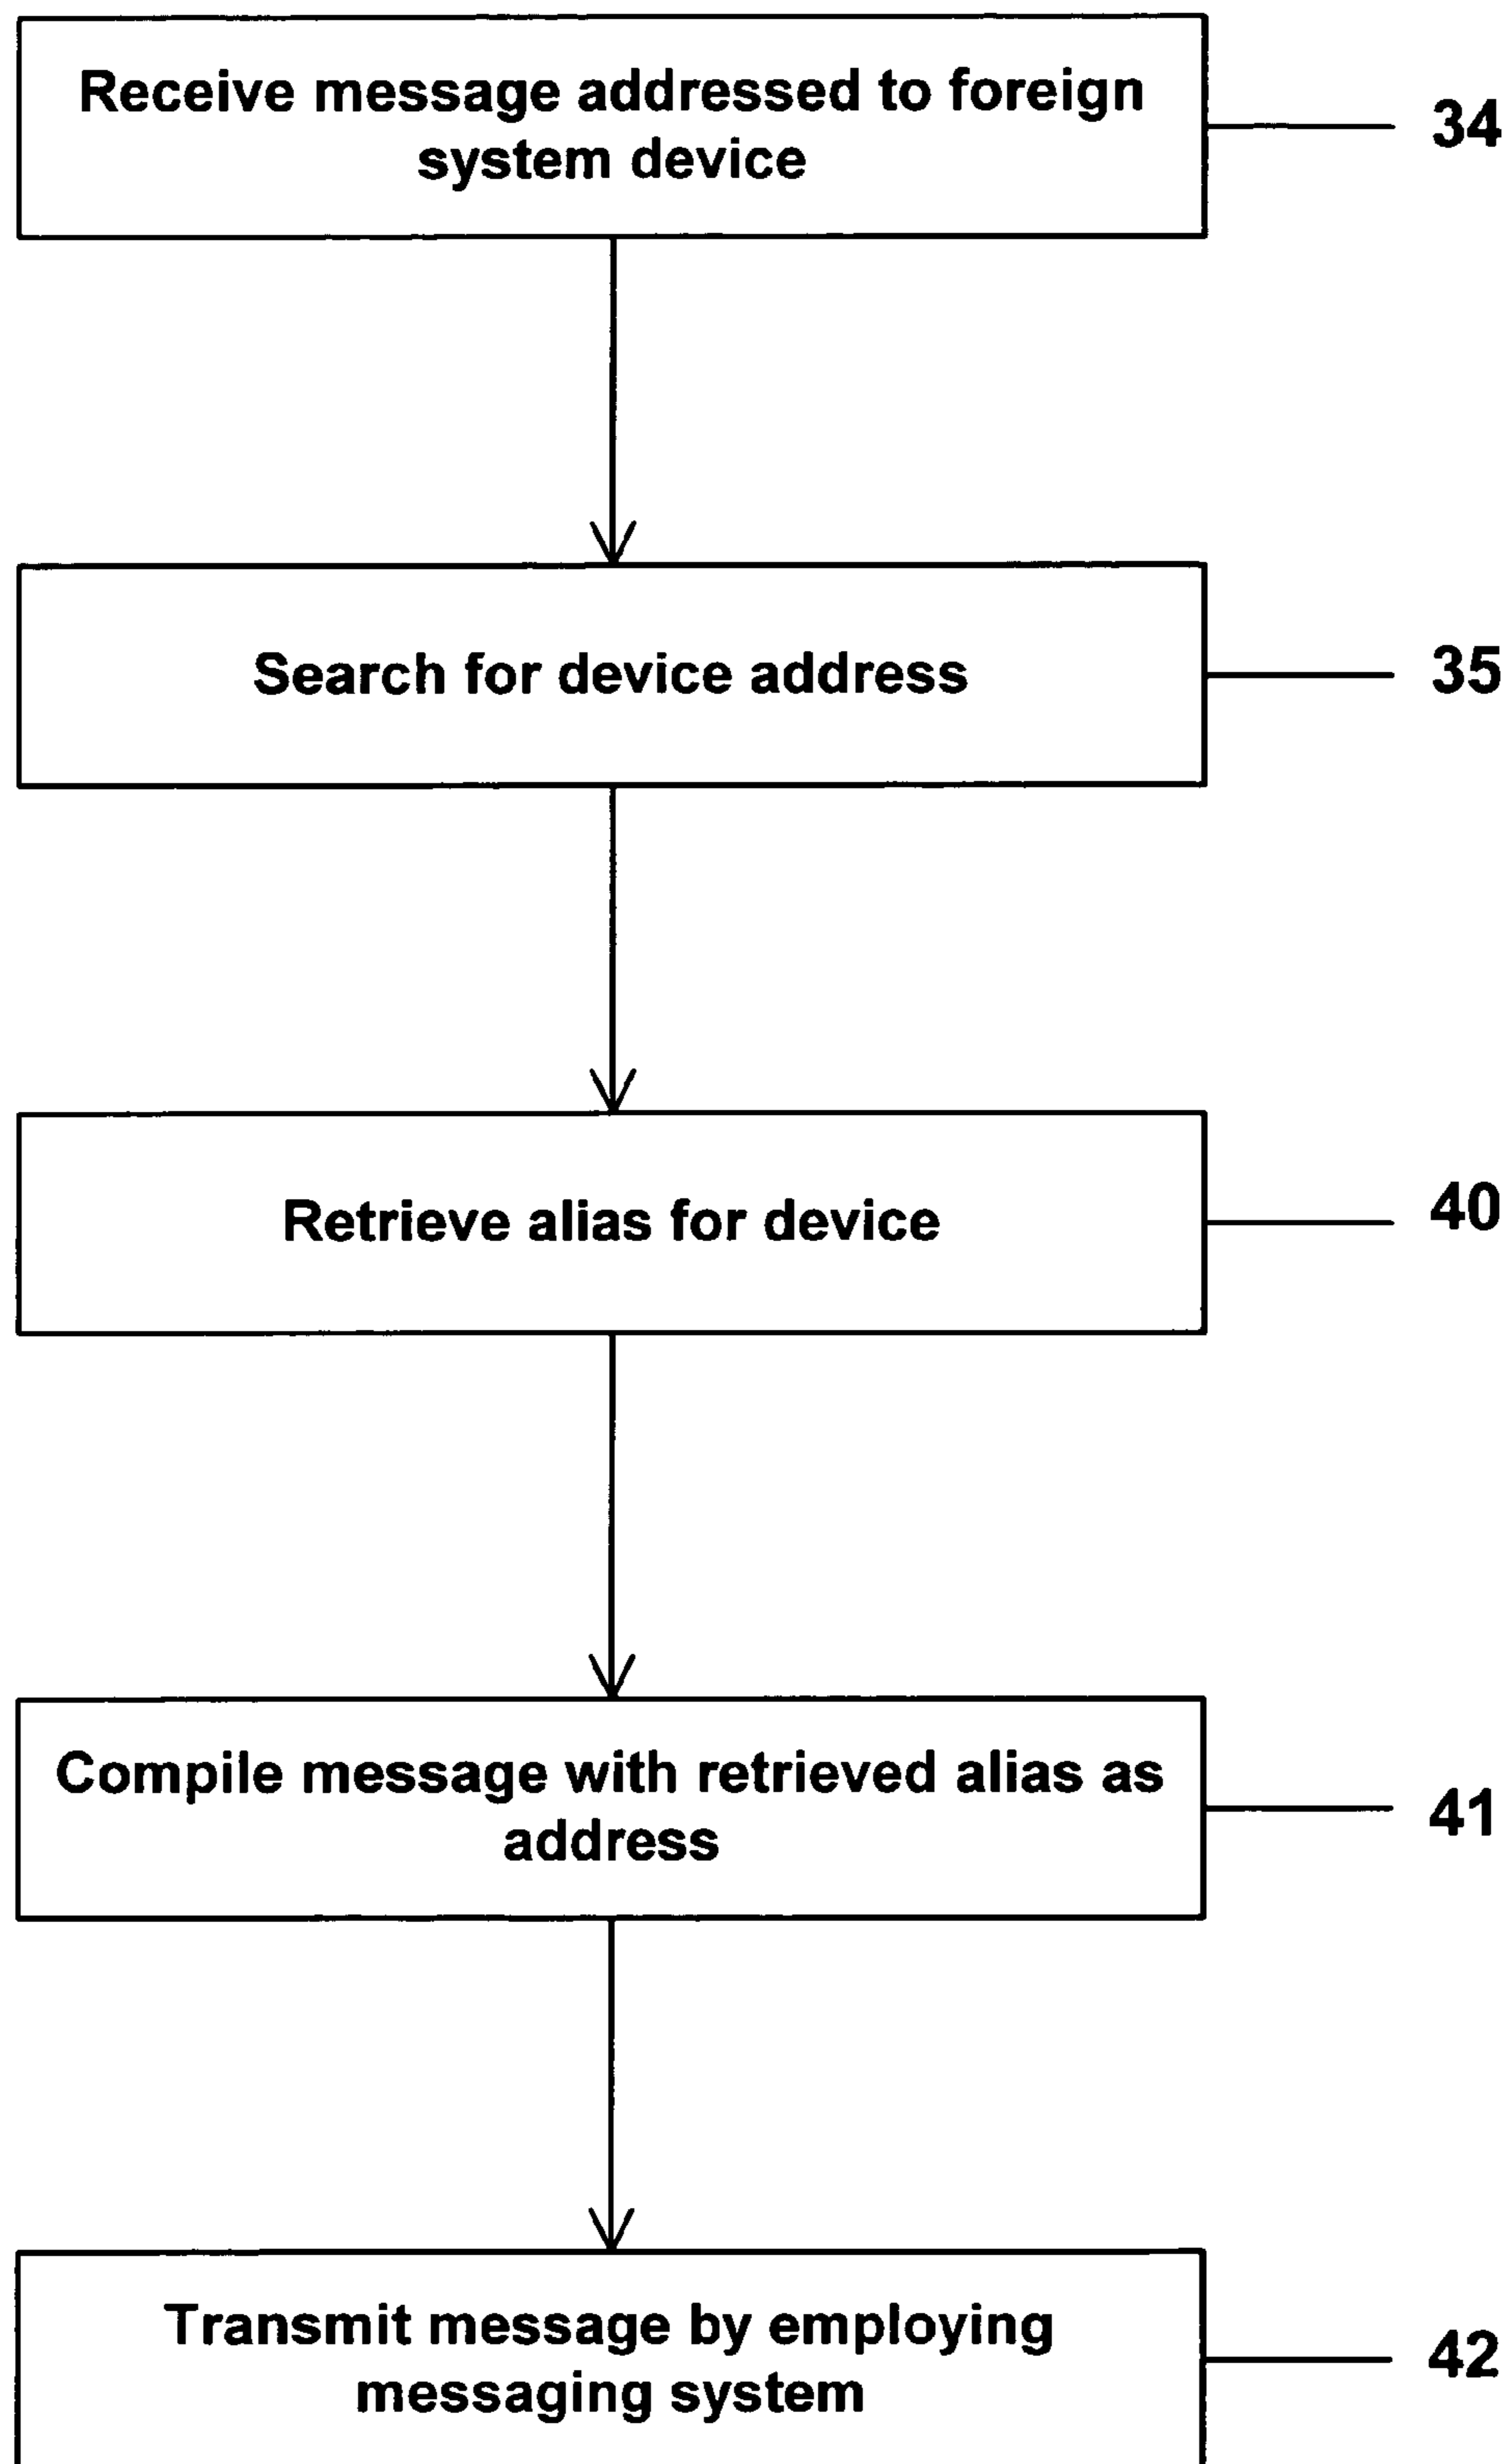 Receive message addressed to foreign
system device
34
Search for device address
35
Retrieve alias for device
40
Compile message with retrieved alias as
address
41
Transmit message by employing
messaging system
42